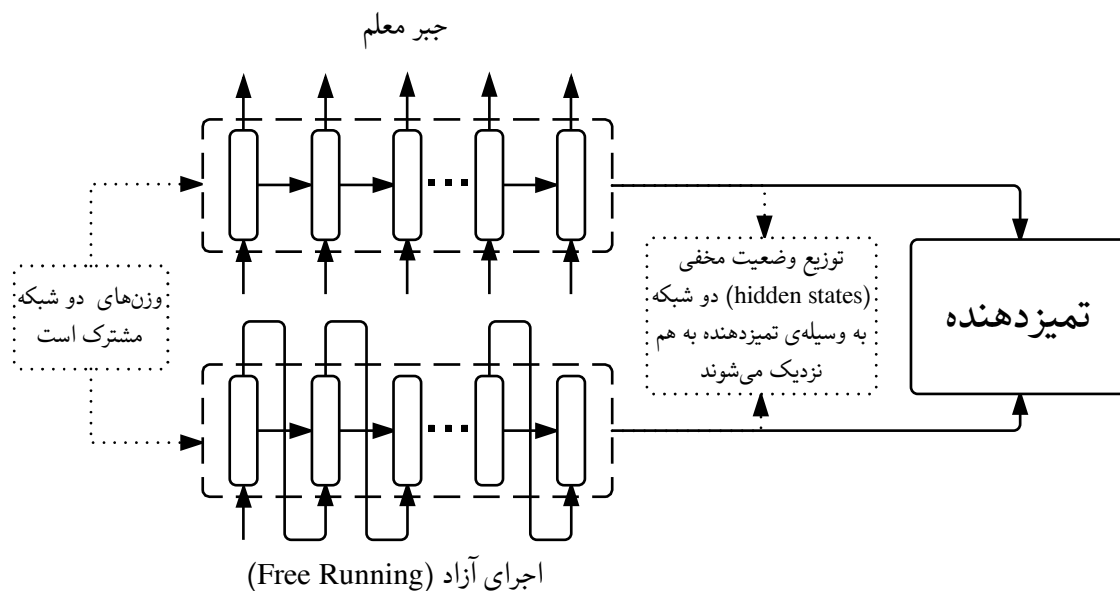 جبر معلم
وزن‌های دو شبکه
مشترک است
توزیع وضعیت مخفی
(hidden states) دو شبکه
به وسیله‌ی تمیزدهنده به هم
نزدیک می‌شوند
تمیزدهنده
اجرای آزاد (Free Running)